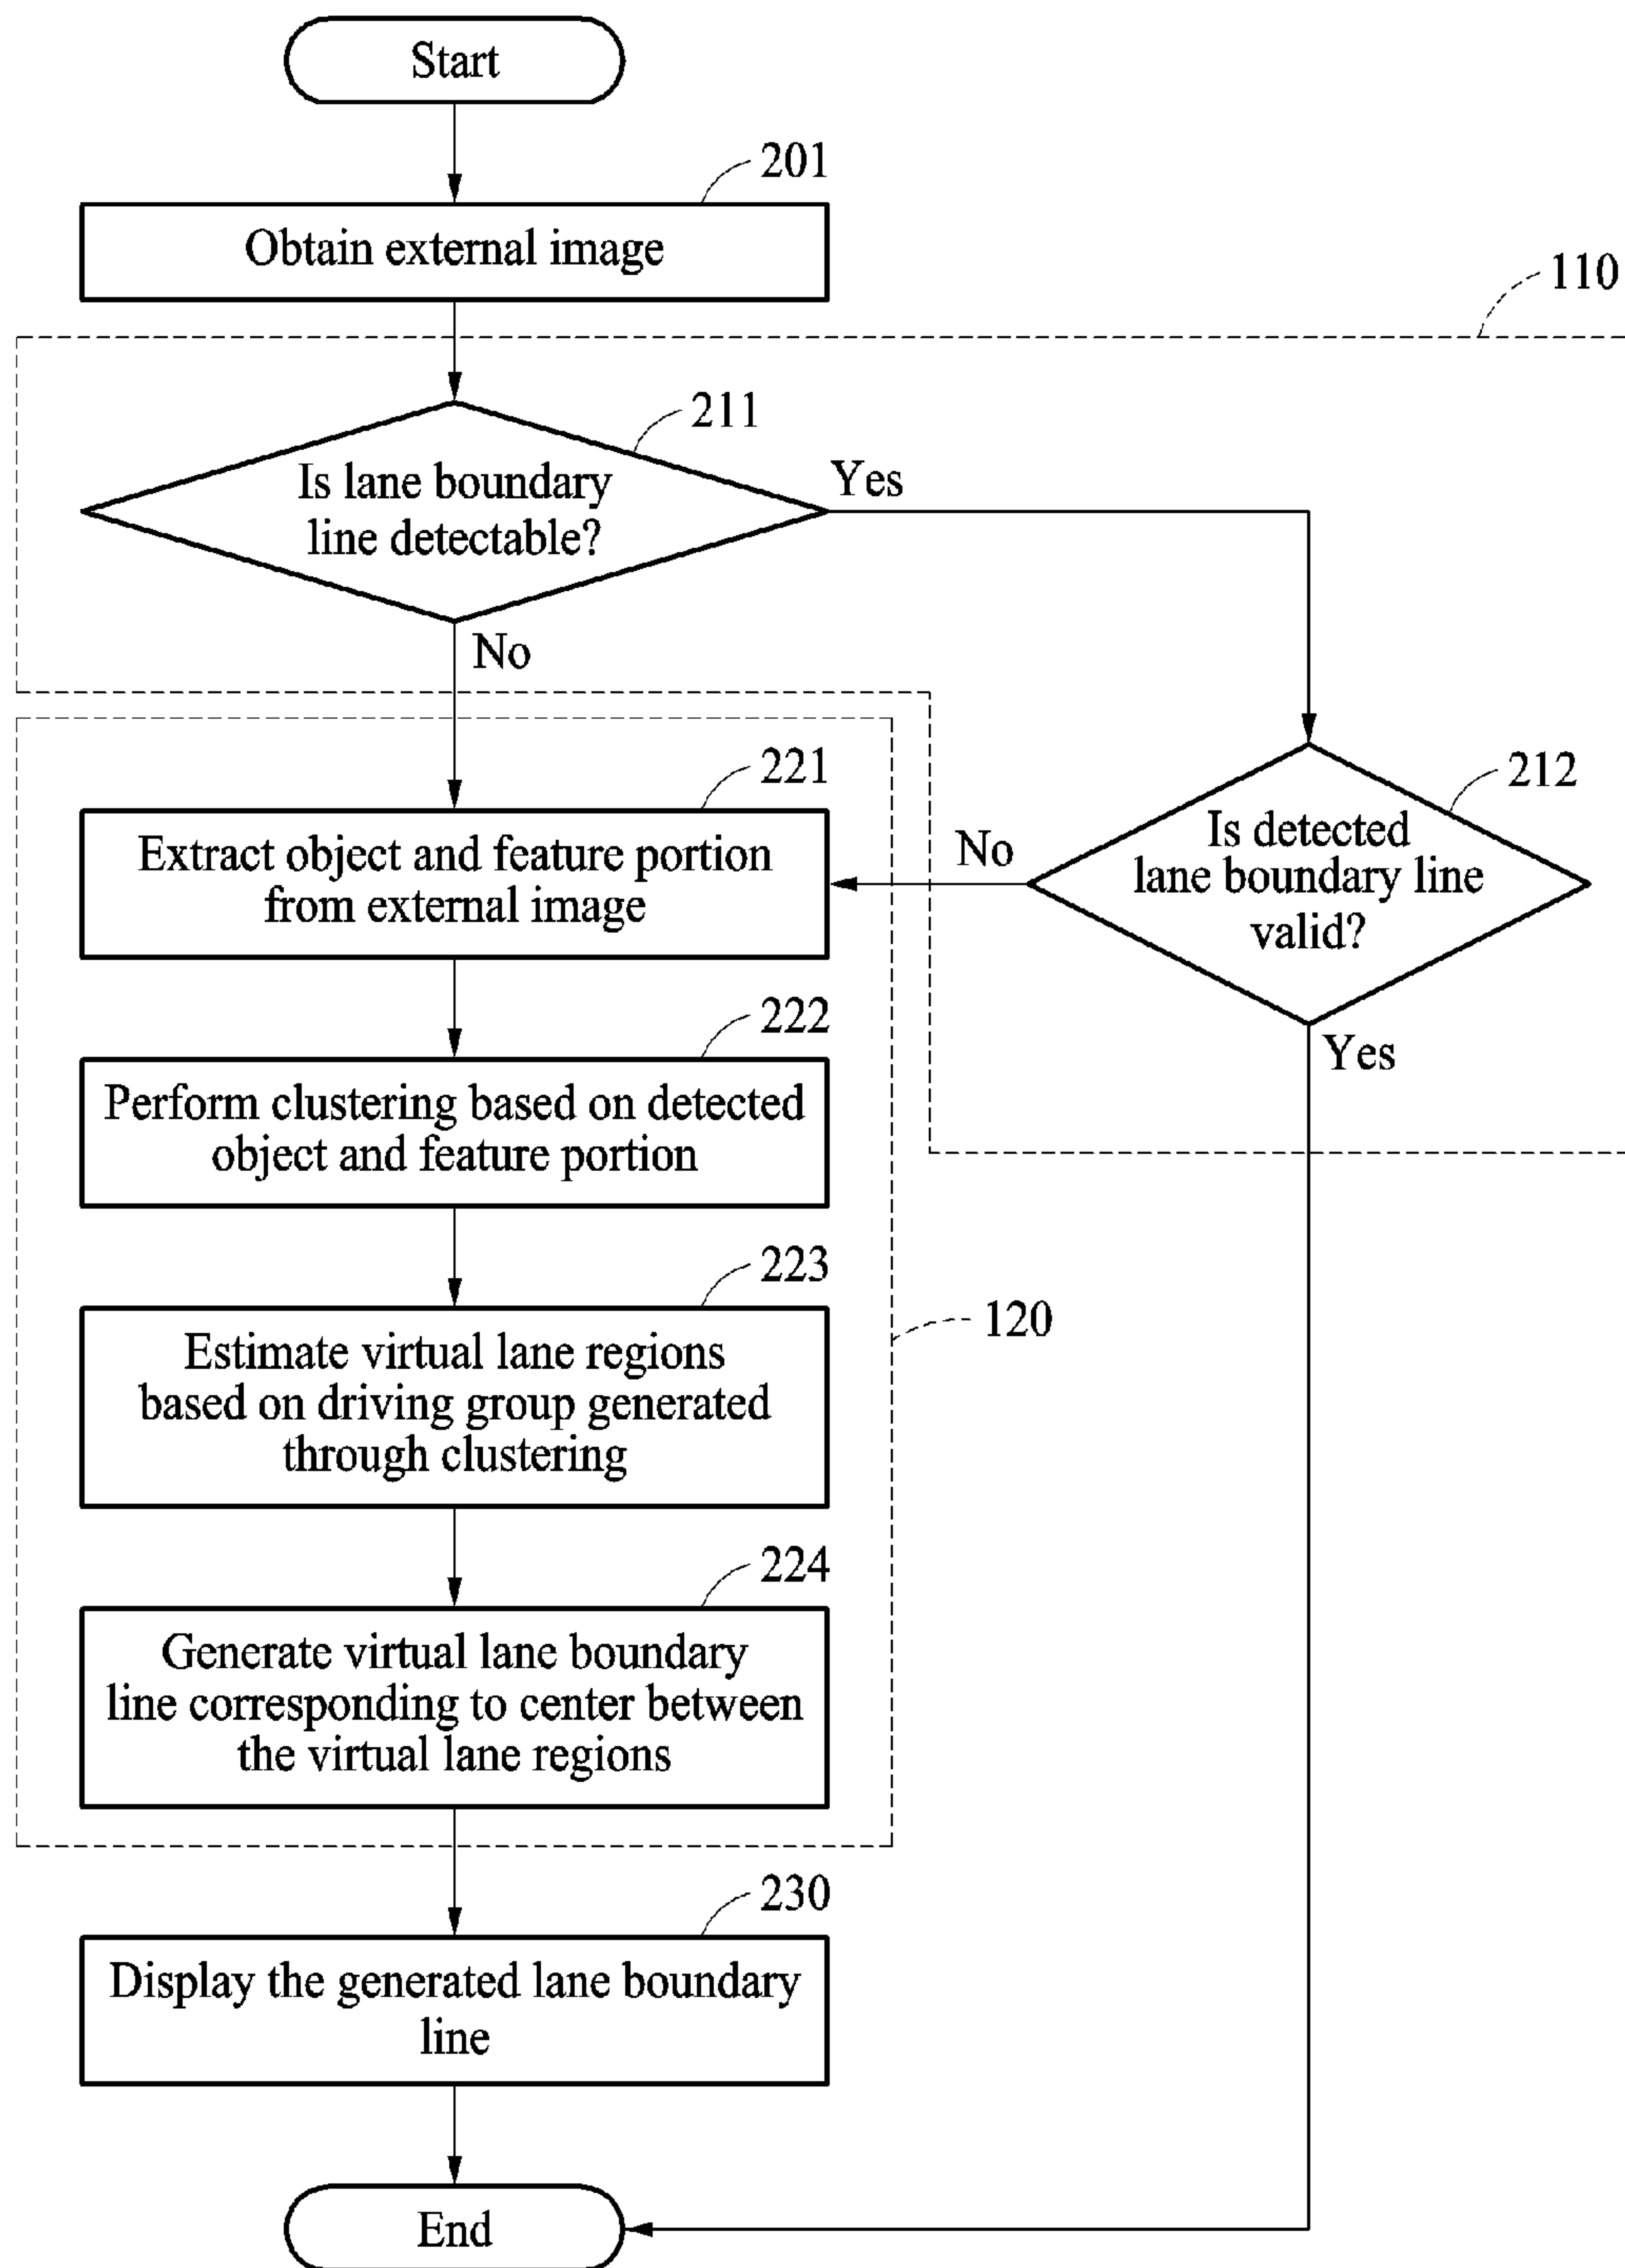 Start
201
Obtain external image
110
211
Is lane boundary
line detectable?
Yes
No
212
Is detected
lane boundary line
valid?
No
Yes
221
Extract object and feature portion
from external image
222
Perform clustering based on detected
object and feature portion
223
Estimate virtual lane regions
based on driving group generated
through clustering
120
224
Generate virtual lane boundary
line corresponding to center between
the virtual lane regions
230
Display the generated lane boundary
line
End